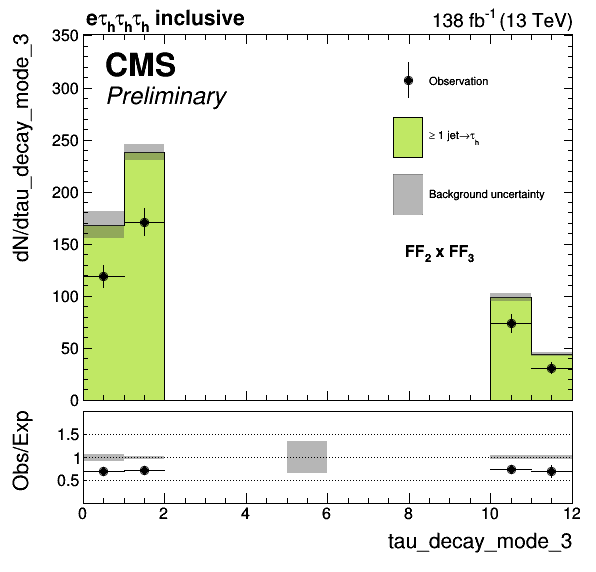 eτhτhτh inclusive
138 fb-1 (13 TeV)
CMS
Preliminary
Observation
≥ 1 jet→τh
Background uncertainty
FF2 x FF3
dN/dtau_decay_mode_3
350
300
250
200
150
100
50
0
Obs/Exp
1.5
1
0.5
0 2 4 6 8 10 12
tau_decay_mode_3